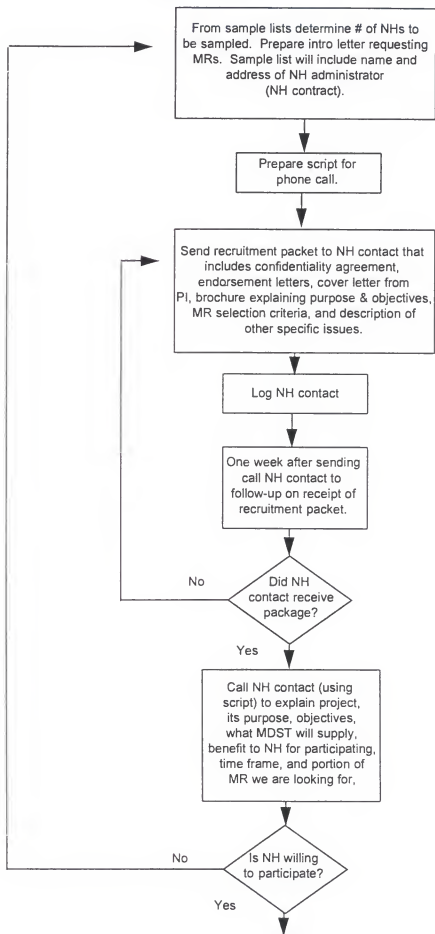 From sample lists determine # of NHs to
be sampled. Prepare intro letter requesting
MRs. Sample list will include name and
address of NH administrator
(NH contract).
Prepare script for
phone call.
Send recruitment packet to NH contact that
includes confidentiality agreement,
endorsement letters, cover letter from
PI, brochure explaining purpose & objectives,
MR selection criteria, and description of
other specific issues.
Log NH contact
One week after sending
call NH contact to
follow-up on receipt of
recruitment packet.
No
Did NH
contact receive
package?
Yes
Call NH contact (using
script) to explain project,
its purpose, objectives,
what MDST will supply,
benefit to NH for participating,
time frame, and portion of
MR we are looking for,
No
Is NH willing
to participate?
Yes